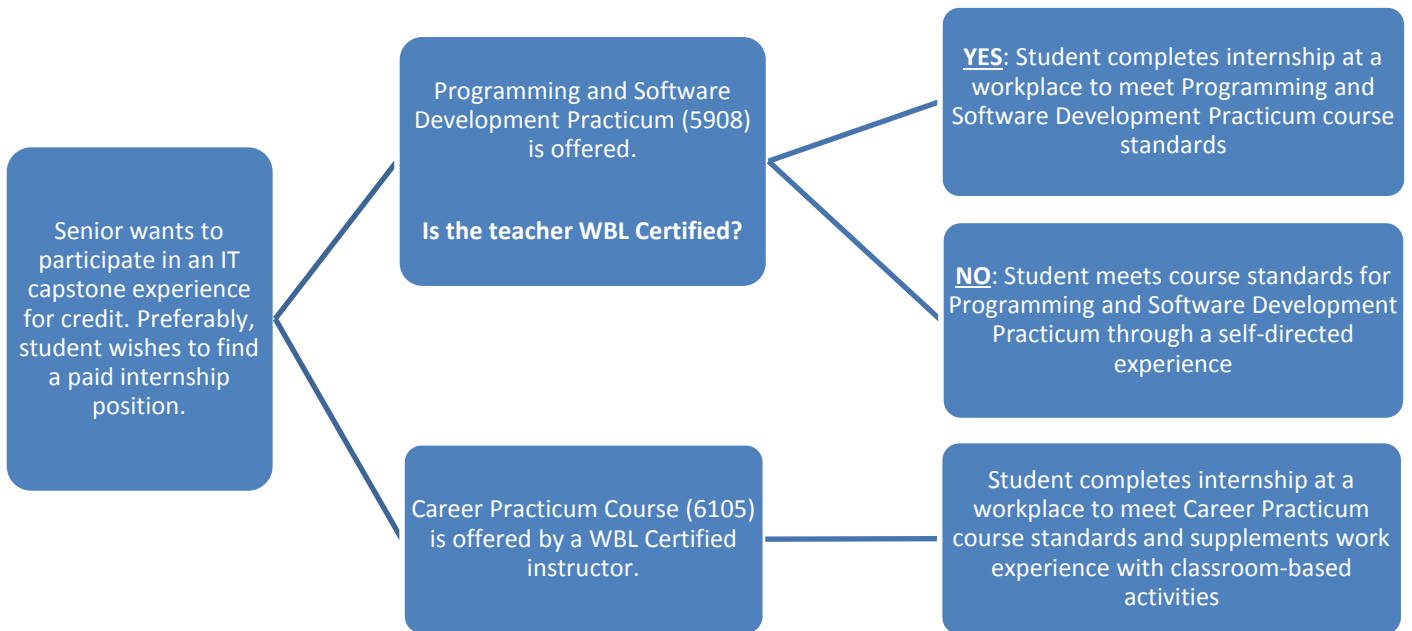 Senior wants to
participate in an IT
capstone experience
for credit. Preferably,
student wishes to find
a paid internship
position.
Programming and Software
Development Practicum (5908)
is offered.
Is the teacher WBL Certified?
YES: Student completes internship at a
workplace to meet Programming and
Software Development Practicum course
standards
NO: Student meets course standards for
Programming and Software Development
Practicum through a self-directed
experience
Career Practicum Course (6105)
is offered by a WBL Certified
instructor.
Student completes internship at a
workplace to meet Career Practicum
course standards and supplements work
experience with classroom-based
activities